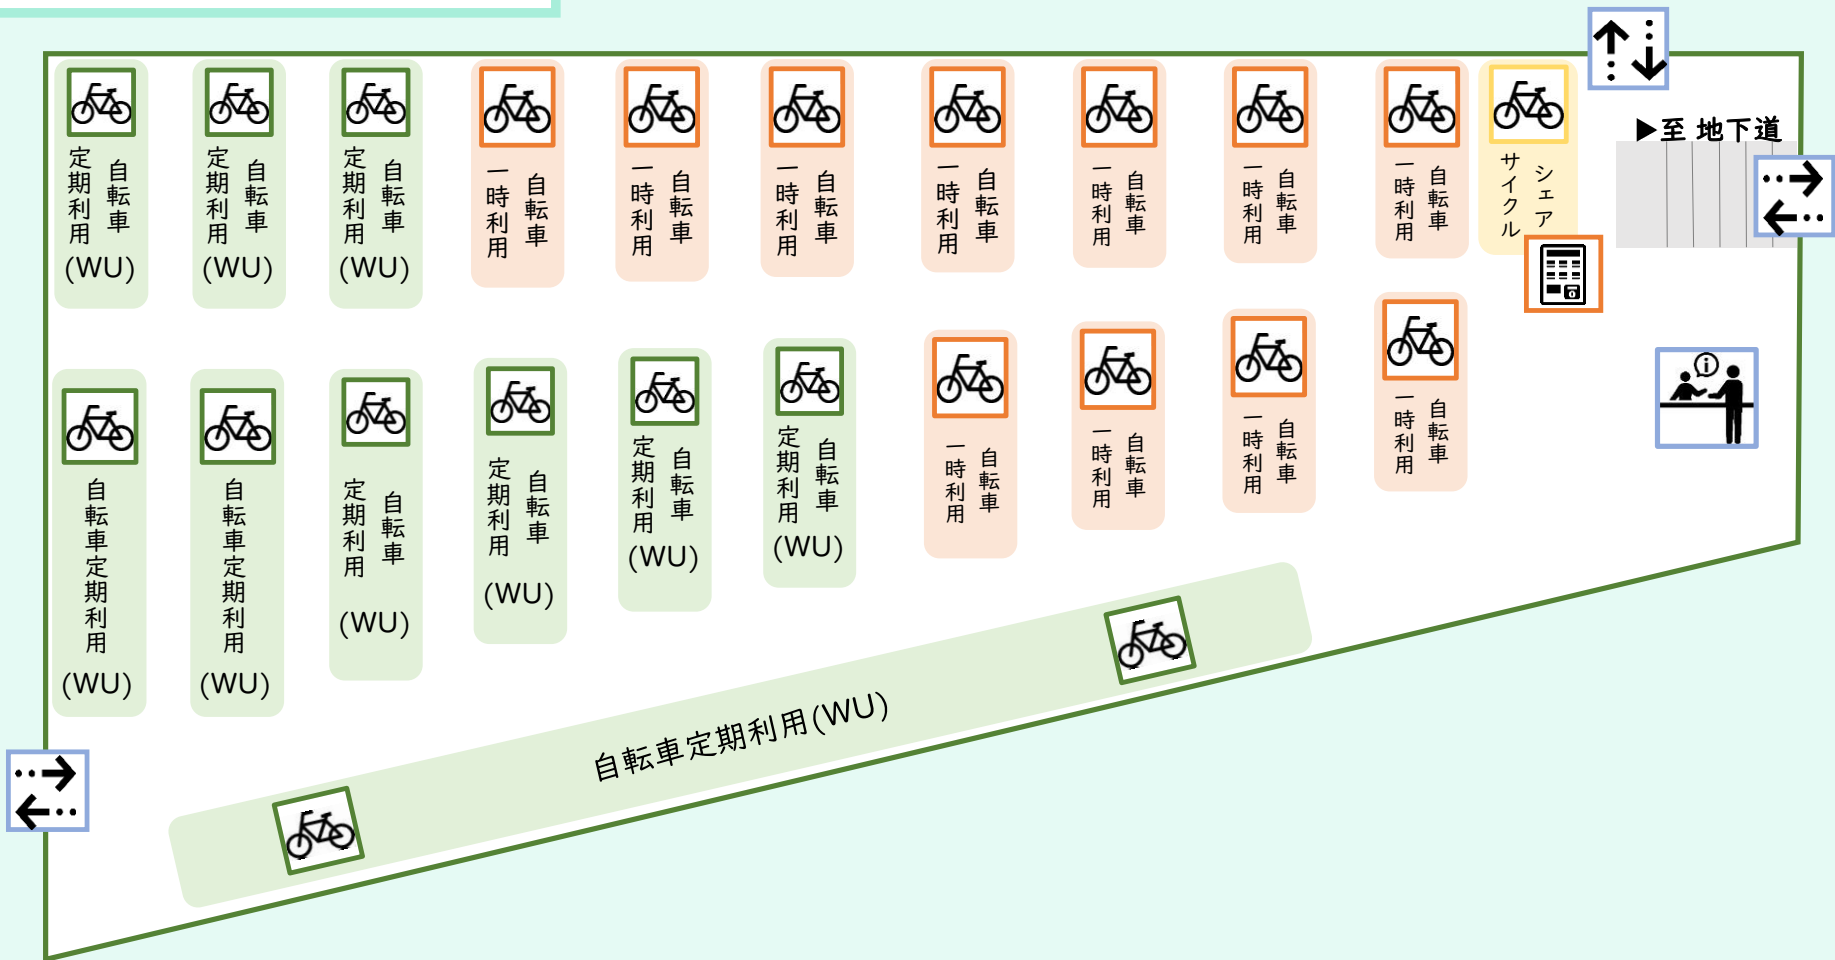 自転車
定期利用
(WU)
自転車
定期利用
(WU)
自転車
定期利用
(WU)
自転車
一時利用
自転車
一時利用
自転車
一時利用
自転車
一時利用
自転車
一時利用
自転車
一時利用
自転車
一時利用
シェア
サイクル
▶至 地下道
自転車定期利用
(WU)
自転車定期利用
(WU)
自転車
定期利用
(WU)
自転車
定期利用
(WU)
自転車
定期利用
(WU)
自転車
定期利用
(WU)
自転車
一時利用
自転車
一時利用
自転車
一時利用
自転車
一時利用
自転車定期利用(WU)